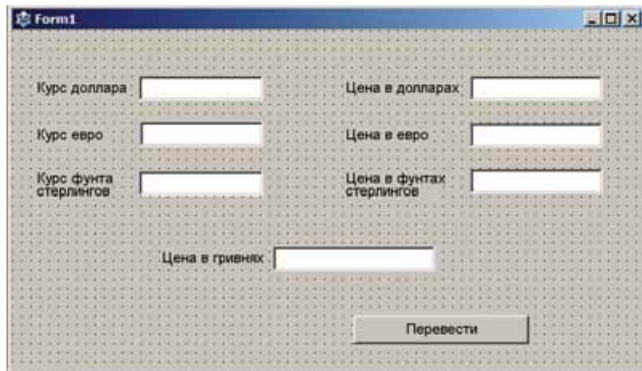 Form1
Курс доллара
Цена в долларах
Курс евро
Цена в евро
Курс фунта
стерлингов
Цена в фунтах
стерлингов
Цена в гривнях
Перевести